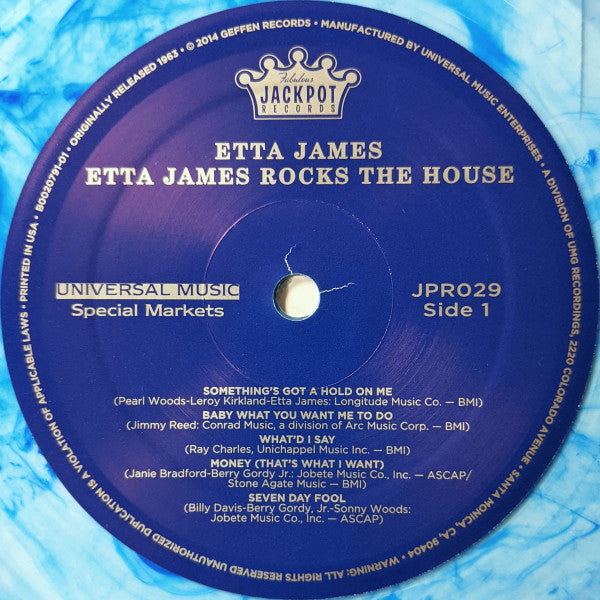 Fabulous
JACKPOT
RECORDS
ETTA JAMES
ETTA JAMES ROCKS THE HOUSE
UNIVERSAL MUSIC
Special Markets
JPR029
Side 1
SOMETHING'S GOT A HOLD ON ME
(Pearl Woods-Leroy Kirkland-Etta James: Longitude Music Co. — BMI)
BABY WHAT YOU WANT ME TO DO
(Jimmy Reed: Conrad Music, a division of Arc Music Corp. — BMI)
WHAT'D I SAY
(Ray Charles, Unichappel Music Inc. — BMI)
MONEY (THAT'S WHAT I WANT)
(Janie Bradford-Berry Gordy Jr.: Jobete Music Co., Inc. — ASCAP/
Stone Agate Music — BMI)
SEVEN DAY FOOL
(Billy Davis-Berry Gordy, Jr.-Sonny Woods:
Jobete Music Co., Inc. — ASCAP)
B0020791-01 • ORIGINALLY RELEASED 1963 • © 2014 GEFFEN RECORDS • MANUFACTURED BY UNIVERSAL MUSIC ENTERPRISES • A DIVISION OF UMG RECORDINGS, 2220 COLORADO AVENUE • SANTA MONICA, CA, 90404 • WARNING: ALL RIGHTS RESERVED UNAUTHORIZED DUPLICATION IS A VIOLATION OF APPLICABLE LAWS • PRINTED IN USA •